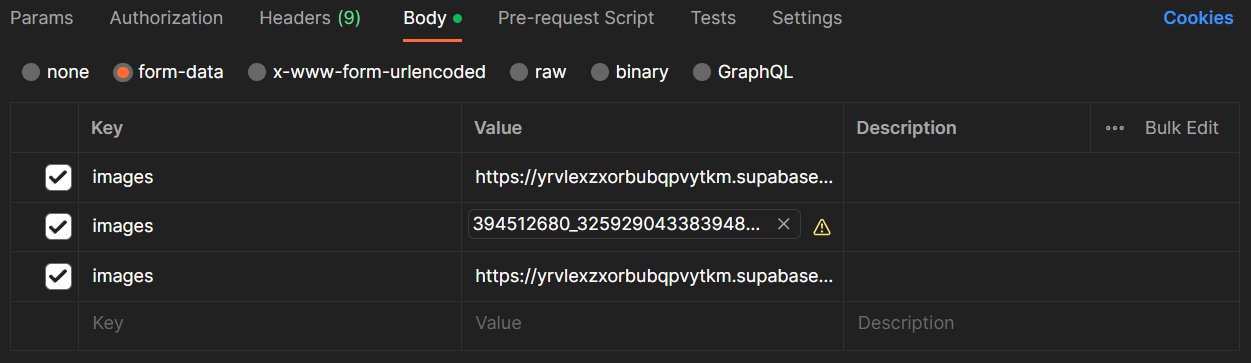 Params Authorization Headers (9) Body Pre-request Script Tests Settings Cookies
none form-data x-www-form-urlencoded raw binary GraphQL
Key Value Description Bulk Edit
images https://yrvlexzxorbubqpvytkm.supabase...
images 394512680_325929043383948...
images https://yrvlexzxorbubqpvytkm.supabase...
Key Value Description